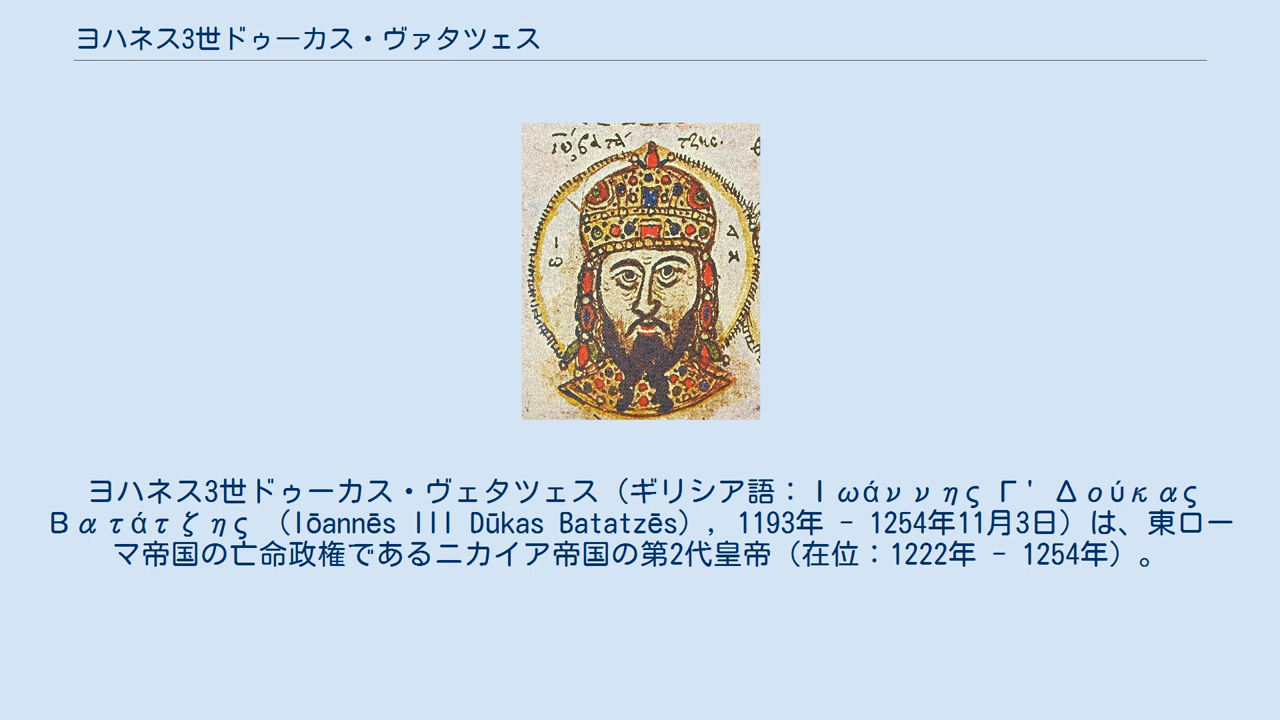 ヨハネス3世ドゥーカス・ヴァタツェス
ヨハネス3世ドゥーカス・ヴェタツェス（ギリシア語：Ιωάννης Γ' Δούκας
Βατάτζης （Iōannēs III Dūkas Batatzēs）, 1193年 - 1254年11月3日）は、東ロー
マ帝国の亡命政権であるニカイア帝国の第2代皇帝（在位：1222年 - 1254年）。